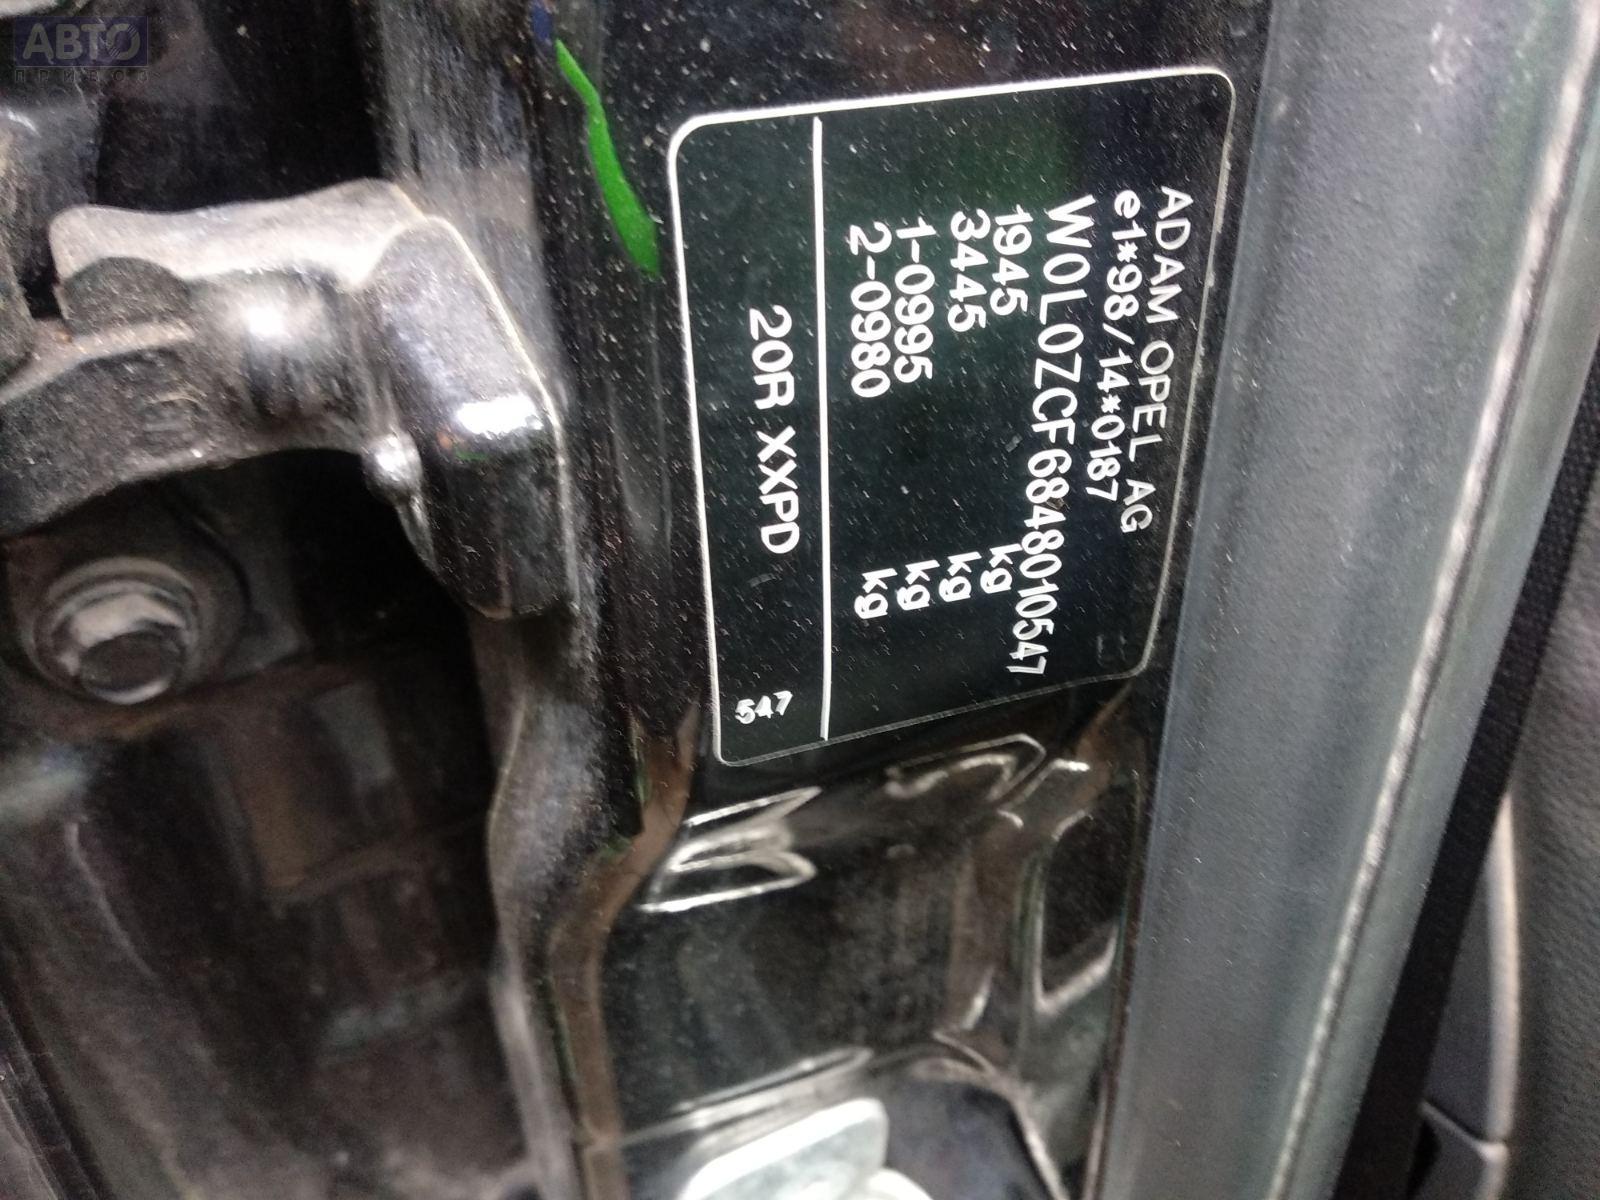 АВТО
ПРИВОЗ
ADAM OPEL AG
e1*98/14*0187
W0L0ZCF6848010547
1945 kg
3445 kg
1-0995 kg
2-0980 kg
20R XXPD
547